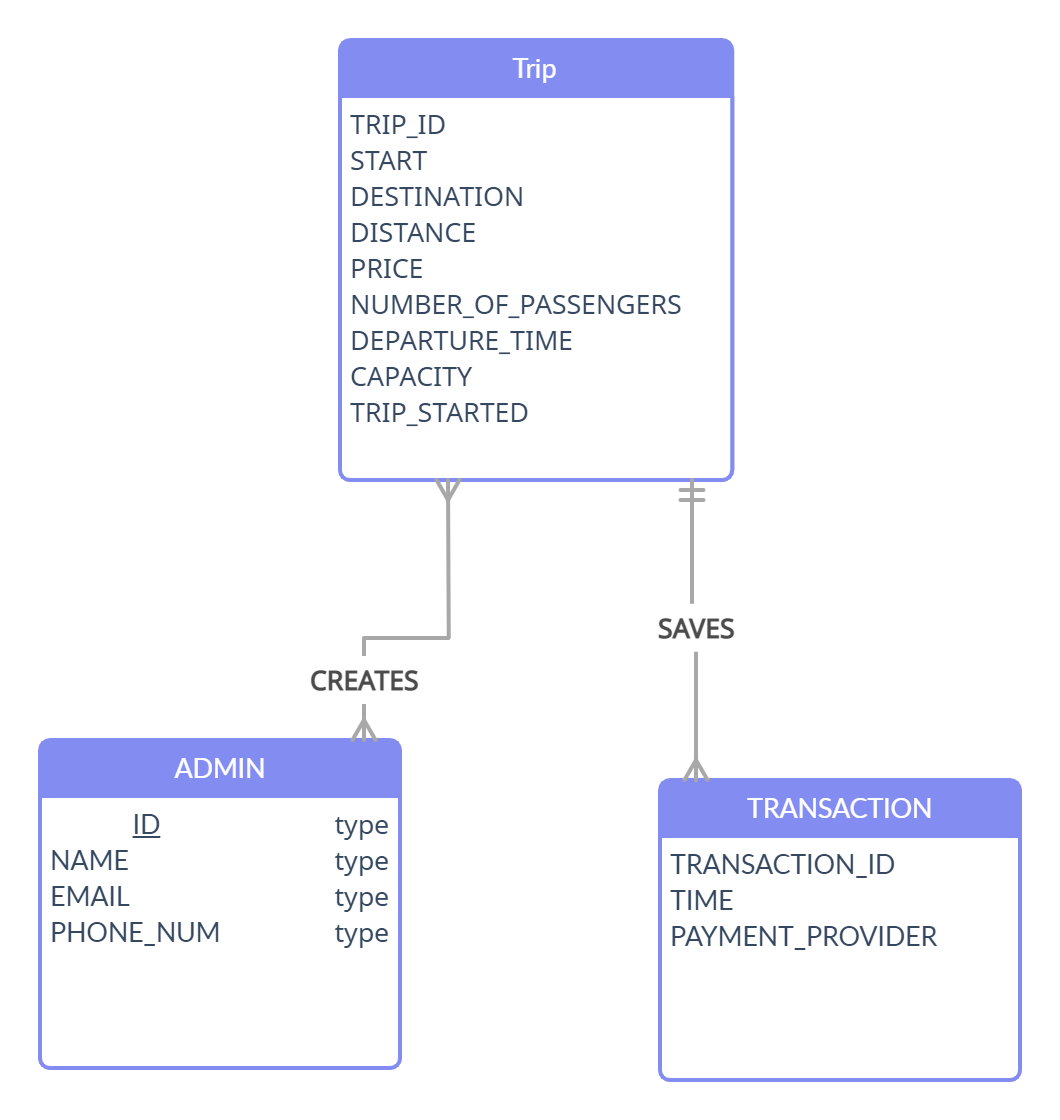 Trip
TRIP_ID
START
DESTINATION
DISTANCE
PRICE
NUMBER_OF_PASSENGERS
DEPARTURE_TIME
CAPACITY
TRIP_STARTED
SAVES
CREATES
ADMIN
ID type
NAME type
EMAIL type
PHONE_NUM type
TRANSACTION
TRANSACTION_ID
TIME
PAYMENT_PROVIDER